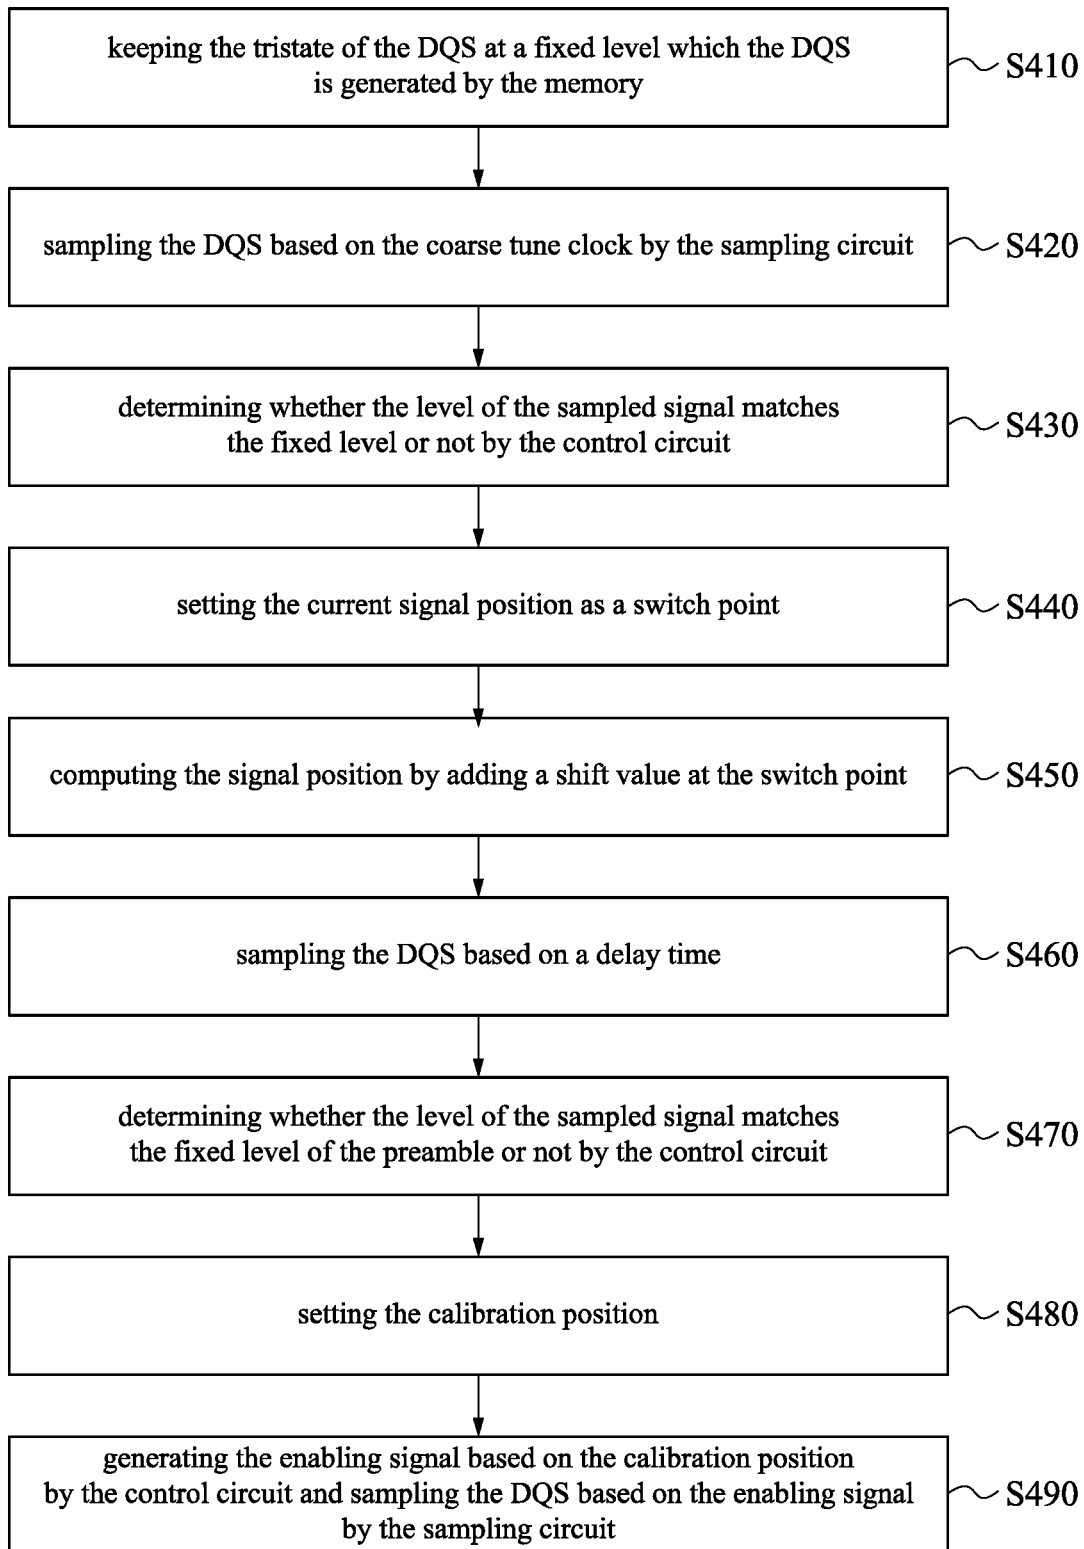 keeping the tristate of the DQS at a fixed level which the DQS
is generated by the memory
S410
sampling the DQS based on the coarse tune clock by the sampling circuit
S420
determining whether the level of the sampled signal matches
the fixed level or not by the control circuit
S430
setting the current signal position as a switch point
S440
computing the signal position by adding a shift value at the switch point
S450
sampling the DQS based on a delay time
S460
determining whether the level of the sampled signal matches
the fixed level of the preamble or not by the control circuit
S470
setting the calibration position
S480
generating the enabling signal based on the calibration position
by the control circuit and sampling the DQS based on the enabling signal
by the sampling circuit
S490